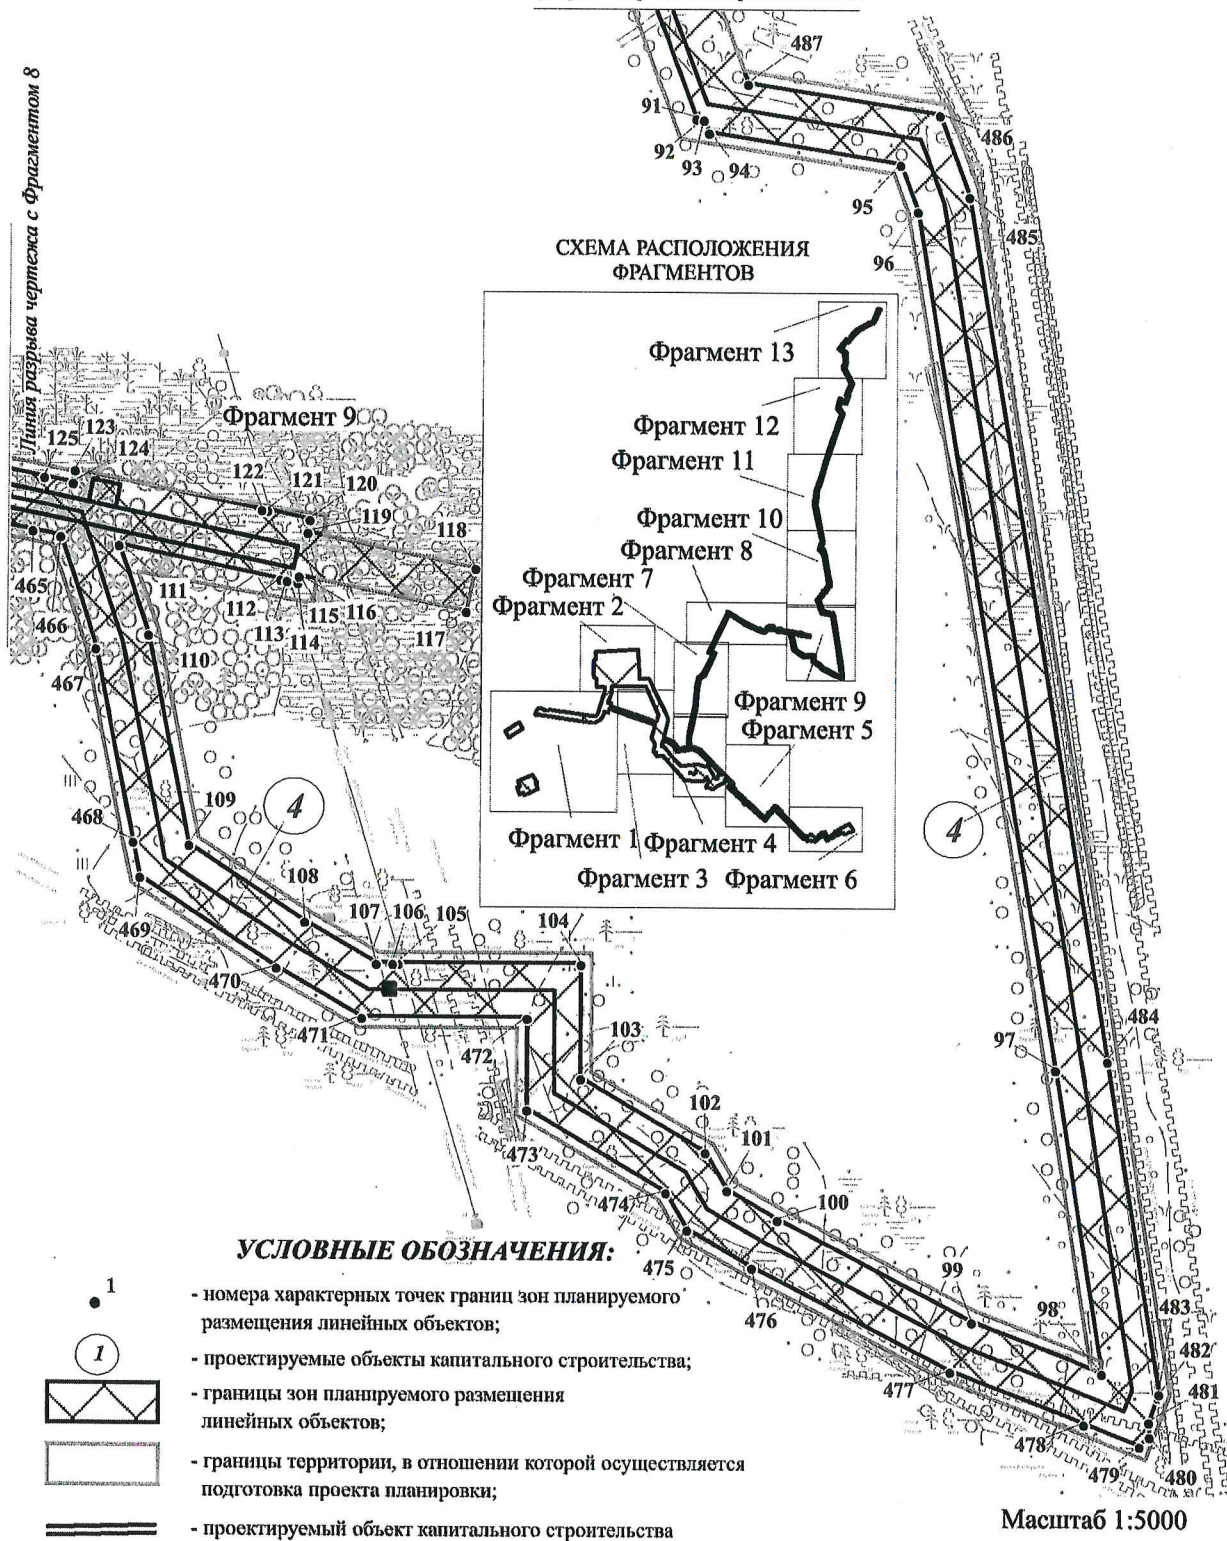 Линия разрыва чертежа с Фрагментом 8
487
91
486
92
93
94
95
485
96
СХЕМА РАСПОЛОЖЕНИЯ
ФРАГМЕНТОВ
Фрагмент 13
Фрагмент 12
Фрагмент 11
Фрагмент 10
Фрагмент 8
Фрагмент 7
Фрагмент 2
Фрагмент 9
Фрагмент 5
Фрагмент 1
Фрагмент 4
Фрагмент 3
Фрагмент 6
Фрагмент 9
125
123
124
122
121
120
119
118
465
466
111
112
113
114
115
116
117
110
467
109
4
4
468
108
107
106
105
104
469
470
471
472
103
484
97
102
101
473
474
100
475
99
98
483
476
482
477
481
478
479
480
УСЛОВНЫЕ ОБОЗНАЧЕНИЯ:
1
- номера характерных точек границ зон планируемого
размещения линейных объектов;
1
- проектируемые объекты капитального строительства;
- границы зон планируемого размещения
линейных объектов;
- границы территории, в отношении которой осуществляется
подготовка проекта планировки;
- проектируемый объект капитального строительства
Масштаб 1:5000